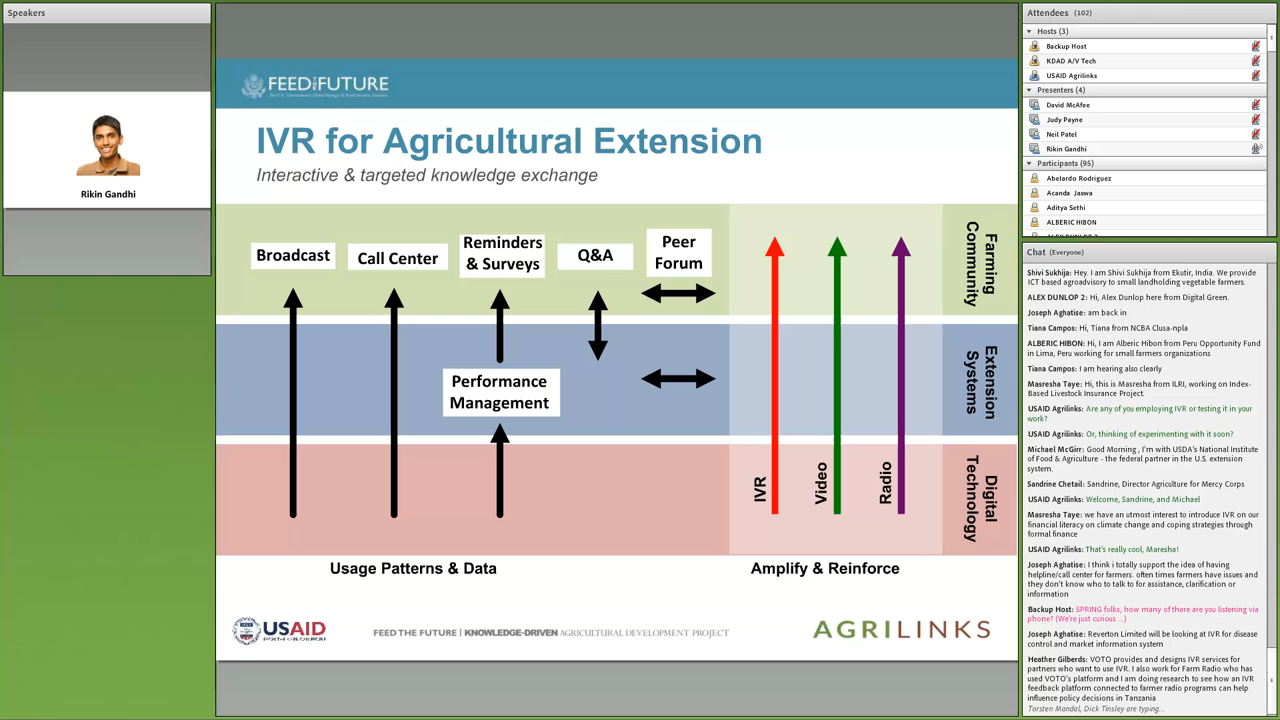 Speakers
Rikin Gandhi
FEED THE FUTURE
IVR for Agricultural Extension
Interactive & targeted knowledge exchange
Broadcast
Call Center
Reminders
& Surveys
Q&A
Peer
Forum
Performance
Management
IVR
Video
Radio
Farming
Community
Extension
Systems
Digital
Technology
Usage Patterns & Data
Amplify & Reinforce
USAID
FEED THE FUTURE | KNOWLEDGE-DRIVEN AGRICULTURAL DEVELOPMENT PROJECT
AGRILINKS
Attendees (102)
Hosts (3)
Backup Host
KDAD A/V Tech
USAID Agrilinks
Presenters (4)
David McAfee
Judy Payne
Neil Patel
Rikin Gandhi
Participants (95)
Abelardo Rodriguez
Acanda Jaswa
Aditya Sethi
ALBERIC HIBON
Chat (Everyone)
Shivi Sukhija: Hey. I am Shivi Sukhija from Ekutir, India. We provide
ICT based agroadvisory to small landholding vegetable farmers.
ALEX DUNLOP 2: Hi, Alex Dunlop here from Digital Green.
Joseph Aghatise: am back in
Tiana Campos: Hi, Tiana from NCBA Clusa-npla
ALBERIC HIBON: Hi, I am Alberic Hibon from Peru Opportunity Fund
in Lima, Peru working for small farmers organizations
Tiana Campos: I am hearing also clearly
Masresha Taye: Hi, this is Masresha from ILRI, working on Index-
Based Livestock Insurance Project.
USAID Agrilinks: Are any of you employing IVR or testing it in your
work?
USAID Agrilinks: Or, thinking of experimenting with it soon?
Michael McGirr: Good Morning , I'm with USDA's National Institute
of Food & Agriculture - the federal partner in the U.S. extension
system.
Sandrine Chetail: Sandrine, Director Agriculture for Mercy Corps
USAID Agrilinks: Welcome, Sandrine, and Michael
Masresha Taye: we have an utmost interest to introduce IVR on our
financial literacy on climate change and coping strategies through
formal finance
USAID Agrilinks: That's really cool, Maresha!
Joseph Aghatise: I think i totally support the idea of having
helpline/call center for farmers. often times farmers have issues and
they don't know who to talk to for assistance, clarification or
information
Backup Host: SPRING folks, how many of there are you listening via
phone? (We're just curious ...)
Joseph Aghatise: Reverton Limited will be looking at IVR for disease
control and market information system
Heather Gilberds: VOTO provides and designs IVR services for
partners who want to use IVR. I also work for Farm Radio who has
used VOTO's platform and I am doing research to see how an IVR
feedback platform connected to farmer radio programs can help
influence policy decisions in Tanzania
Torsten Mandal, Dick Tinsley are typing...